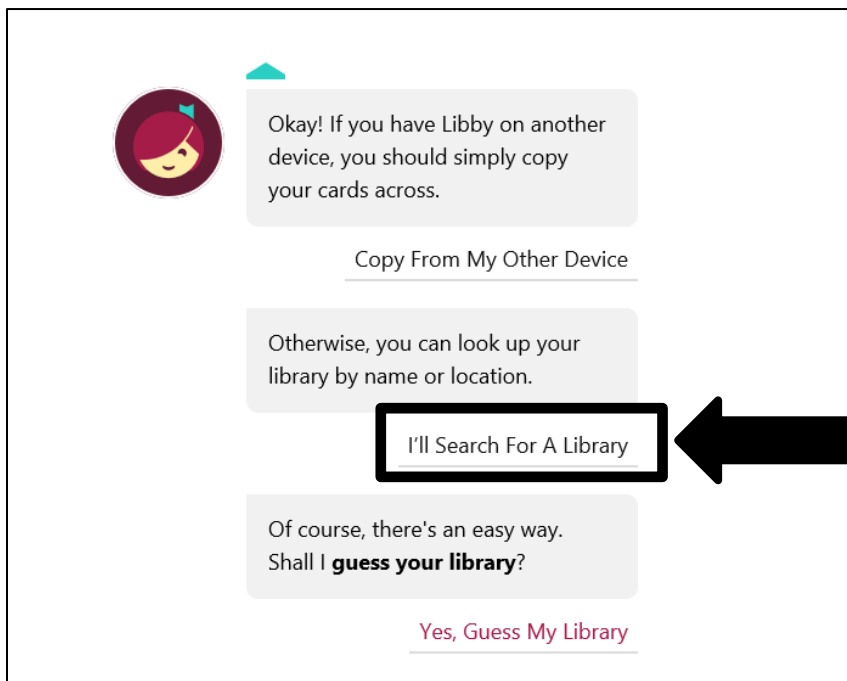 Okay! If you have Libby on another
device, you should simply copy
your cards across.
Copy From My Other Device
Otherwise, you can look up your
library by name or location.
I’ll Search For A Library
Of course, there's an easy way.
Shall I guess your library?
Yes, Guess My Library